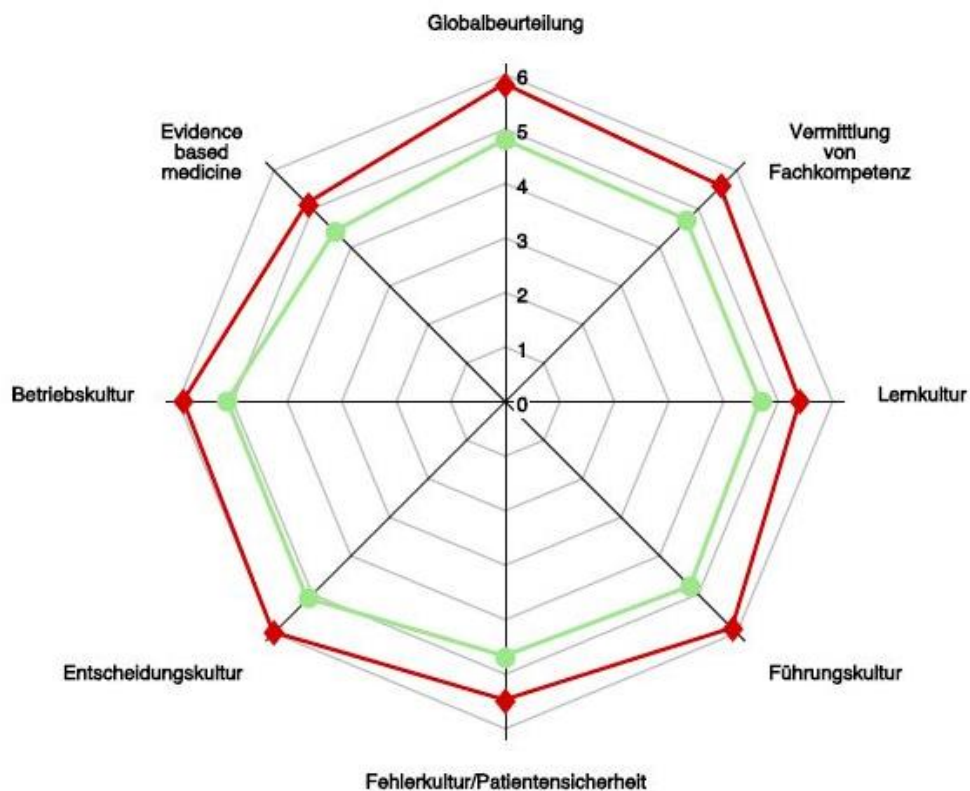 Globalbeurteilung
6
Evidence
based
medicine
Vermittlung
von
Fachkompetenz
5
4
3
2
1
Betriebskultur
0
Lernkultur
Entscheidungskultur
Führungskultur
Fehlerkultur/Patientensicherheit